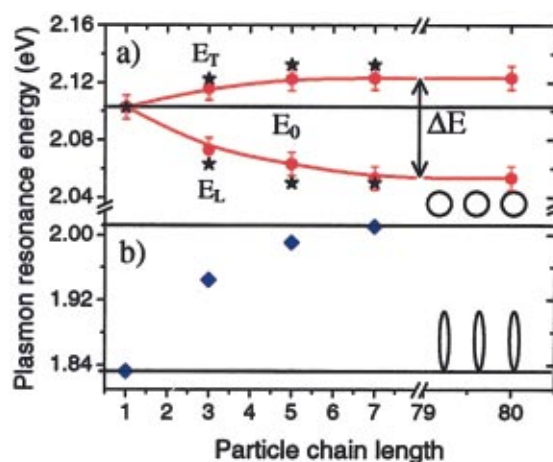 2.16
a)
E_T
2.12
E_0
ΔE
2.08
E_L
2.04
2.00
b)
1.92
1.84
1 2 3 4 5 6 7 79 80
Plasmon resonance energy (eV)
Particle chain length